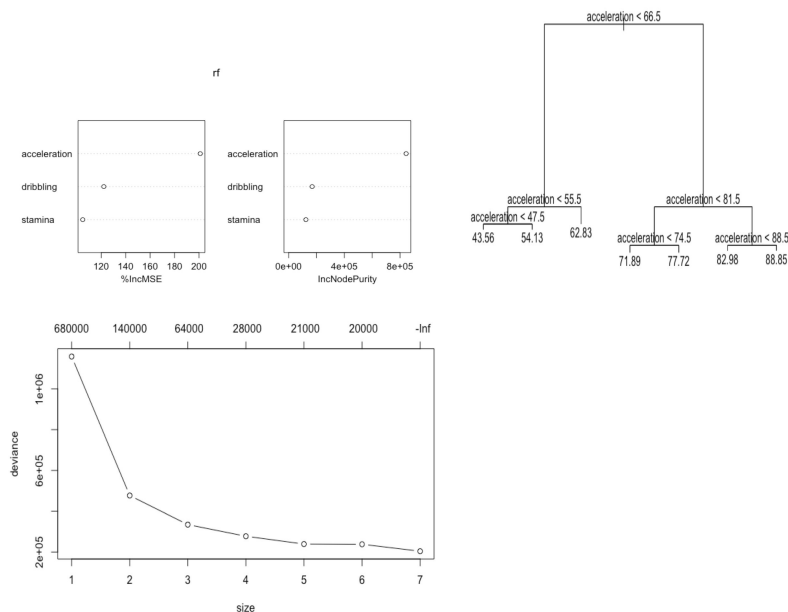 rf
acceleration
dribbling
stamina
120 140 160 180 200
%IncMSE
acceleration
dribbling
stamina
0e+00 4e+05 8e+05
IncNodePurity
acceleration < 66.5
acceleration < 55.5
acceleration < 81.5
acceleration < 47.5
62.83
acceleration < 74.5
acceleration < 88.5
43.56
54.13
71.89
77.72
82.98
88.85
680000 140000 64000 28000 21000 20000 -Inf
deviance
1e+06
6e+05
2e+05
1 2 3 4 5 6 7
size